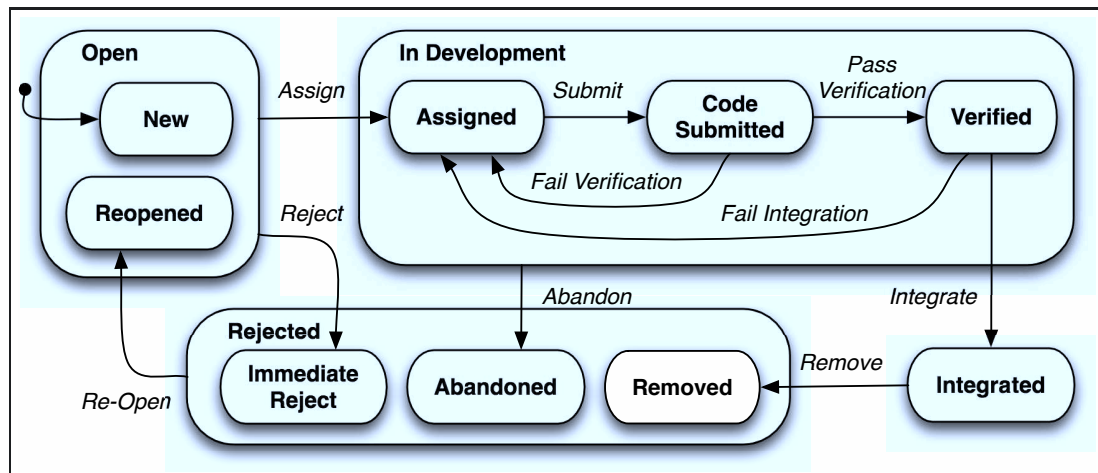 Open
In Development
New
Assign
Assigned
Submit
Code
Submitted
Pass
Verification
Verified
Reopened
Reject
Fail Verification
Fail Integration
Abandon
Integrate
Rejected
Immediate
Reject
Abandoned
Removed
Remove
Integrated
Re-Open